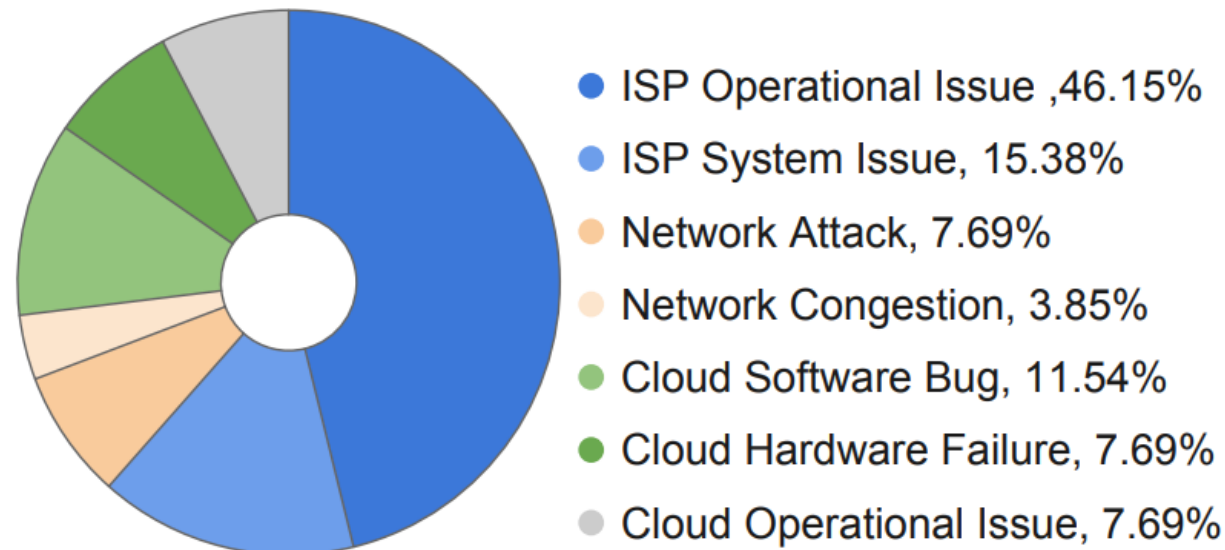 ISP Operational Issue ,46.15%
ISP System Issue, 15.38%
Network Attack, 7.69%
Network Congestion, 3.85%
Cloud Software Bug, 11.54%
Cloud Hardware Failure, 7.69%
Cloud Operational Issue, 7.69%